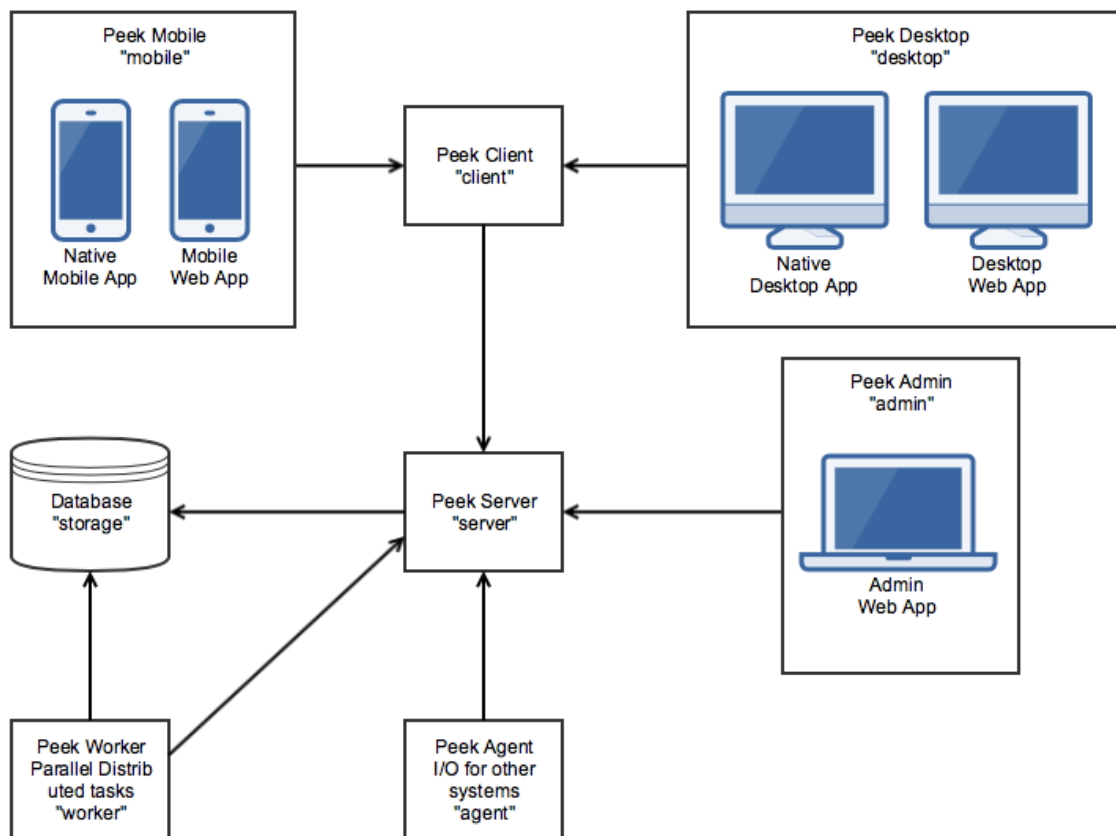 Peek Mobile
"mobile"
Native
Mobile App
Mobile
Web App
Peek Client
"client"
Peek Desktop
"desktop"
Native
Desktop App
Desktop
Web App
Peek Admin
"admin"
Admin
Web App
Database
"storage"
Peek Server
"server"
Peek Worker
Parallel Distrib
uted tasks
"worker"
Peek Agent
I/O for other
systems
"agent"